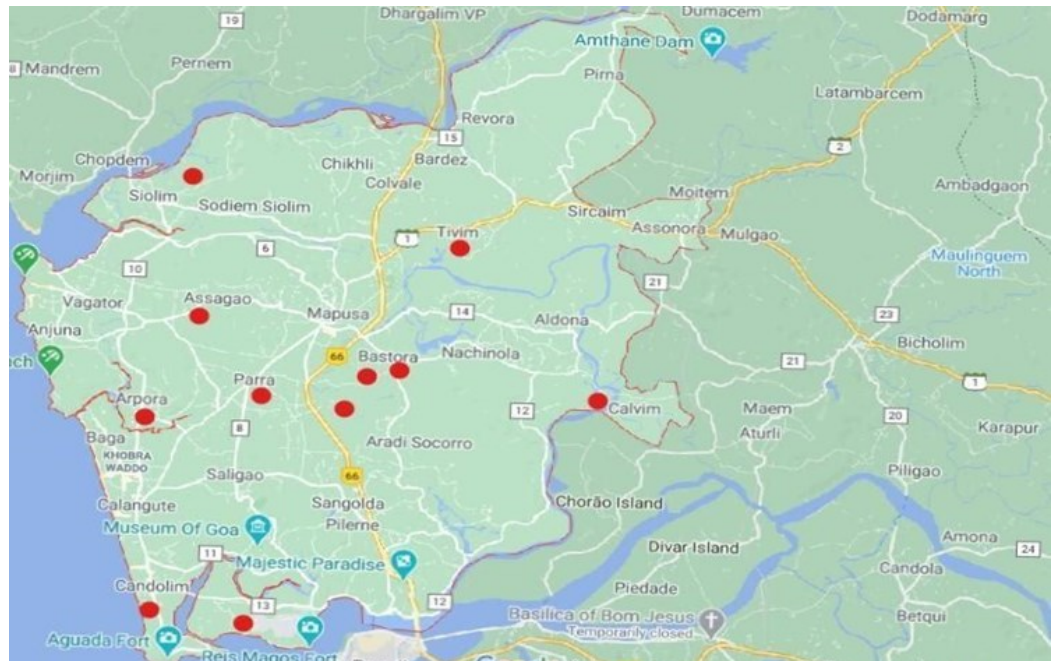 Dhargalim VP
Dumacem
19
Dodamarg
Amthane Dam
Pernem
Mandrem
Pirna
Latambarcem
Revora
15
2
Chopdem
Chikhli
Bardez
Morjim
Colvale
Moitem
Ambadgaon
Siolim
Sodiem Siolim
Sircaim
Tivim
Assonora
Mulgao
1
6
Maulinguem
North
10
21
Vagator
Assagao
Mapusa
14
Aldona
23
Anjuna
Bicholim
66
Bastora
Nachinola
21
1
Parra
Arpora
12
Calvim
Maem
20
Karapur
8
Baga
Aradi Socorro
Aturli
KHOBRA
WADDO
Saligao
66
Piligao
Calangute
Sangolda
Chorão Island
Museum Of Goa
Pilerne
Amona
11
Divar Island
24
Majestic Paradise
Candolim
Piedade
Candola
13
12
Basilica of Bom Jesus
Betqui
Temporarily closed
Aguada Fort
Reis Magos Fort